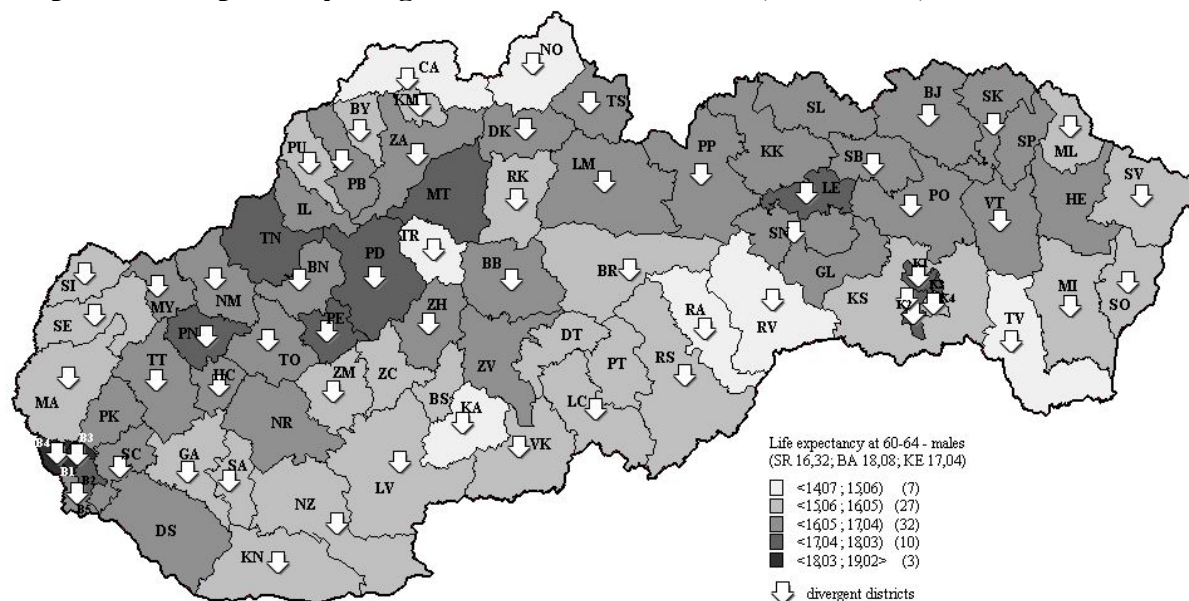 NO
CA
KM
BY
TS
BJ
SK
SL
ZA
DK
PU
PP
KK
SP
ML
PB
RK
LM
SB
MT
LE
SV
IL
PO
VT
HE
TN
TR
SN
PD
BN
BB
BR
GL
SI
MY
NM
K1
K3
KS
MI
SO
K2
K4
SE
PN
PE
ZH
RA
RV
TV
TT
TO
DT
HC
ZM
ZC
ZV
PT
RS
MA
BS
KA
LC
PK
NR
B4
B3
SC
GA
SA
VK
B1
B2
LV
NZ
B5
DS
KN
Life expectancy at 60-64 - males
(SR 16,32; BA 18,08; KE 17,04)
<14,07 ; 15,06) (7)
<15,06 ; 16,05) (27)
<16,05 ; 17,04) (32)
<17,04 ; 18,03) (10)
<18,03 ; 19,02> (3)
divergent districts